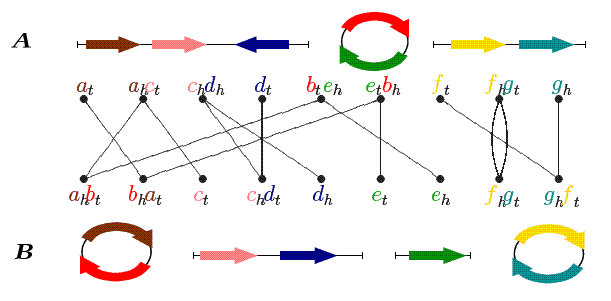 A
a_t a_h c_t c_h d_h d_t b_t e_h e_t b_h f_t f_h g_t g_h
a_h b_t b_h a_t c_t c_h d_t d_h e_t e_h f_h g_t g_h f_t
B